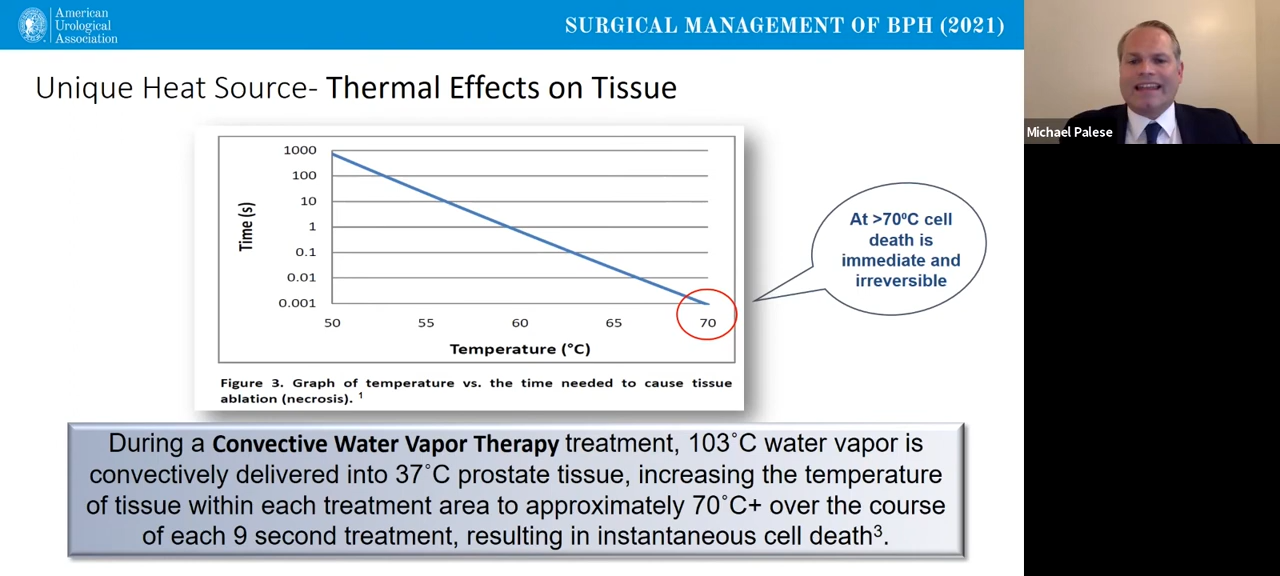 American
Urological
Association
SURGICAL MANAGEMENT OF BPH (2021)
Michael Palese
Unique Heat Source- Thermal Effects on Tissue
1000
100
10
1
0.1
0.01
0.001
Time (s)
50 55 60 65 70
Temperature (°C)
At >70ºC cell
death is
immediate and
irreversible
Figure 3. Graph of temperature vs. the time needed to cause tissue
ablation (necrosis). 1
During a Convective Water Vapor Therapy treatment, 103˚C water vapor is
convectively delivered into 37˚C prostate tissue, increasing the temperature
of tissue within each treatment area to approximately 70˚C+ over the course
of each 9 second treatment, resulting in instantaneous cell death³.